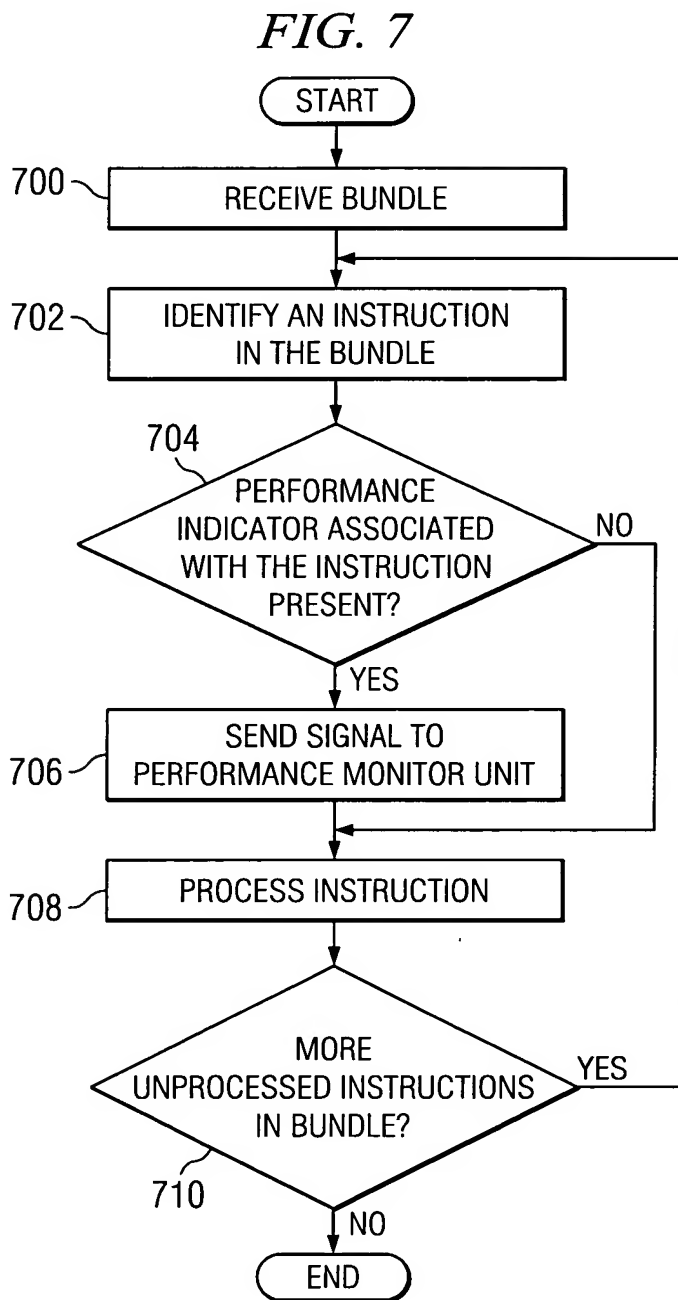 FIG. 7
START
700
RECEIVE BUNDLE
702
IDENTIFY AN INSTRUCTION
IN THE BUNDLE
704
PERFORMANCE
INDICATOR ASSOCIATED
WITH THE INSTRUCTION
PRESENT?
NO
YES
706
SEND SIGNAL TO
PERFORMANCE MONITOR UNIT
708
PROCESS INSTRUCTION
MORE
UNPROCESSED INSTRUCTIONS
IN BUNDLE?
YES
710
NO
END